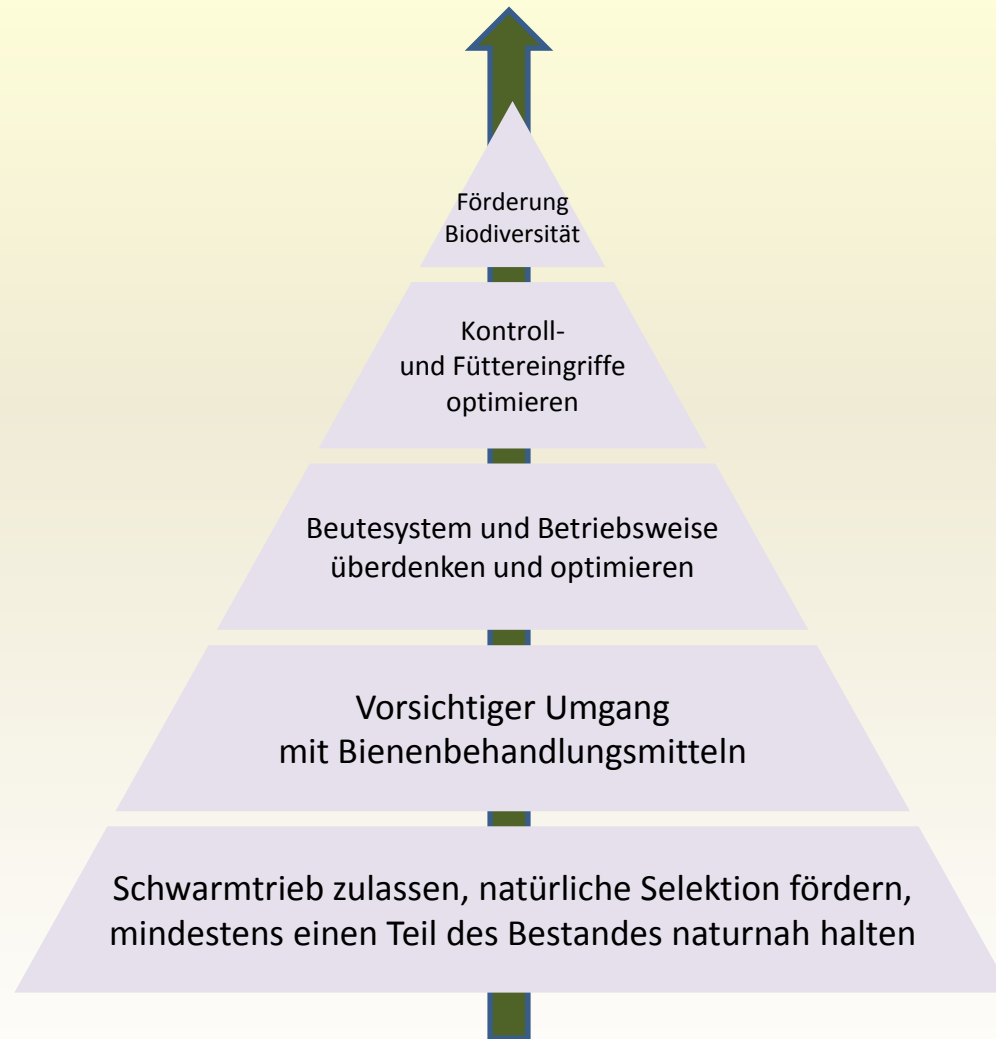 Förderung
Biodiversität
Kontroll-
und Füttereingriffe
optimieren
Beutesystem und Betriebsweise
überdenken und optimieren
Vorsichtiger Umgang
mit Bienenbehandlungsmitteln
Schwarmtrieb zulassen, natürliche Selektion fördern,
mindestens einen Teil des Bestandes naturnah halten